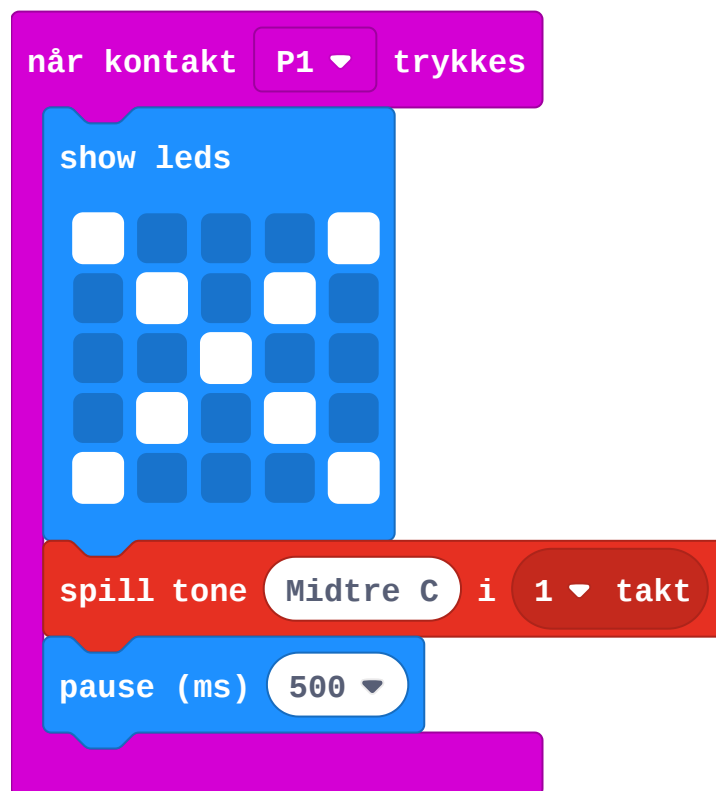 når kontakt P1 trykkes
show leds
spill tone Midtre C i 1 takt
pause (ms) 500